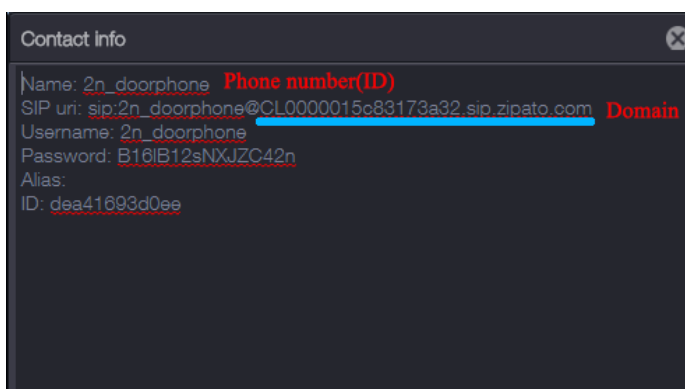 Contact info
Name: 2n_doorphone Phone number(ID)
SIP uri: sip:2n_doorphone@CL0000015c83173a32.sip.zipato.com Domain
Username: 2n_doorphone
Password: B16IB12sNXJZC42n
Alias:
ID: dea41693d0ee